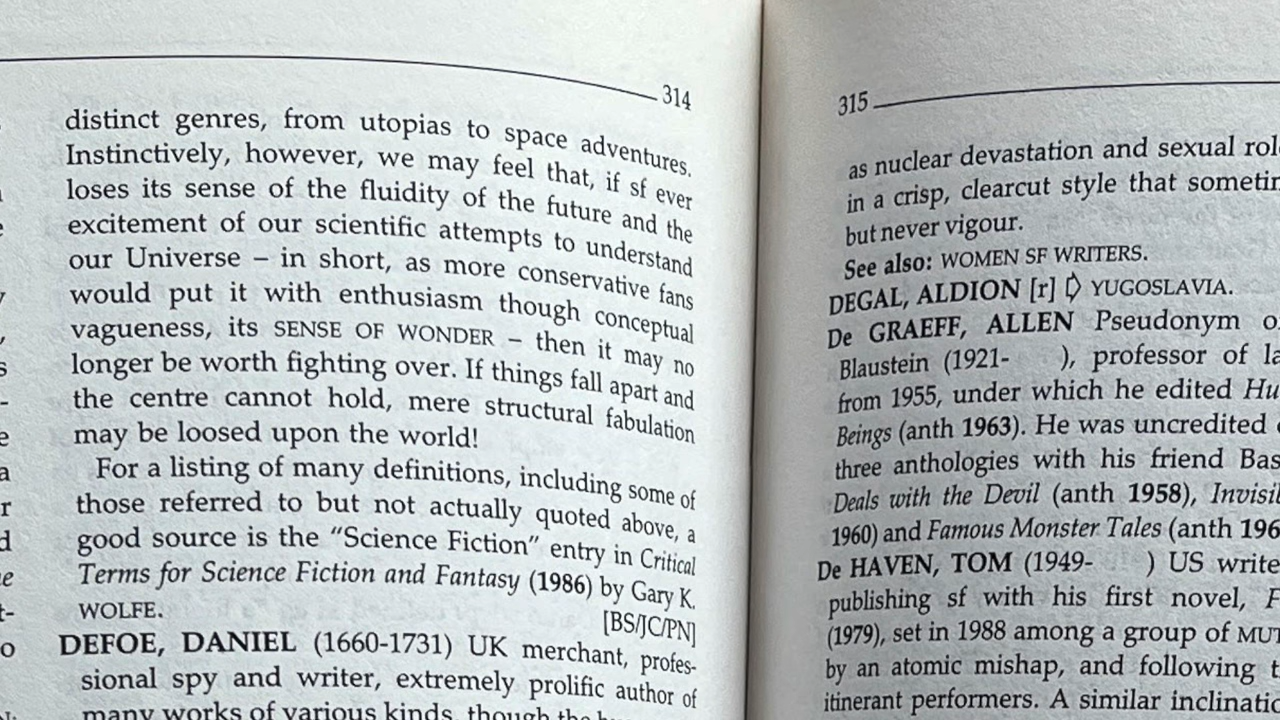 314
distinct genres, from utopias to space adventures.
Instinctively, however, we may feel that, if sf ever
loses its sense of the fluidity of the future and the
excitement of our scientific attempts to understand
our Universe – in short, as more conservative fans
would put it with enthusiasm though conceptual
vagueness, its SENSE OF WONDER – then it may no
longer be worth fighting over. If things fall apart and
the centre cannot hold, mere structural fabulation
may be loosed upon the world!
For a listing of many definitions, including some of
those referred to but not actually quoted above, a
good source is the “Science Fiction” entry in Critical
Terms for Science Fiction and Fantasy (1986) by Gary K.
WOLFE. [BS/JC/PN]
DEFOE, DANIEL (1660-1731) UK merchant, profes-
sional spy and writer, extremely prolific author of
many works of various kinds, though the
315
as nuclear devastation and sexual
in a crisp, clearcut style that
but never vigour.
See also: WOMEN SF WRITERS.
DEGAL, ALDION [r] ⇨ YUGOSLAVIA.
De GRAEFF, ALLEN Pseudonym
Blaustein (1921- ), professor of
from 1955, under which he edited
Beings (anth 1963). He was uncredited
three anthologies with his friend
Deals with the Devil (anth 1958),
1960) and Famous Monster Tales (anth
De HAVEN, TOM (1949- ) US
publishing sf with his first novel,
(1979), set in 1988 among a group of
by an atomic mishap, and following
itinerant performers. A similar